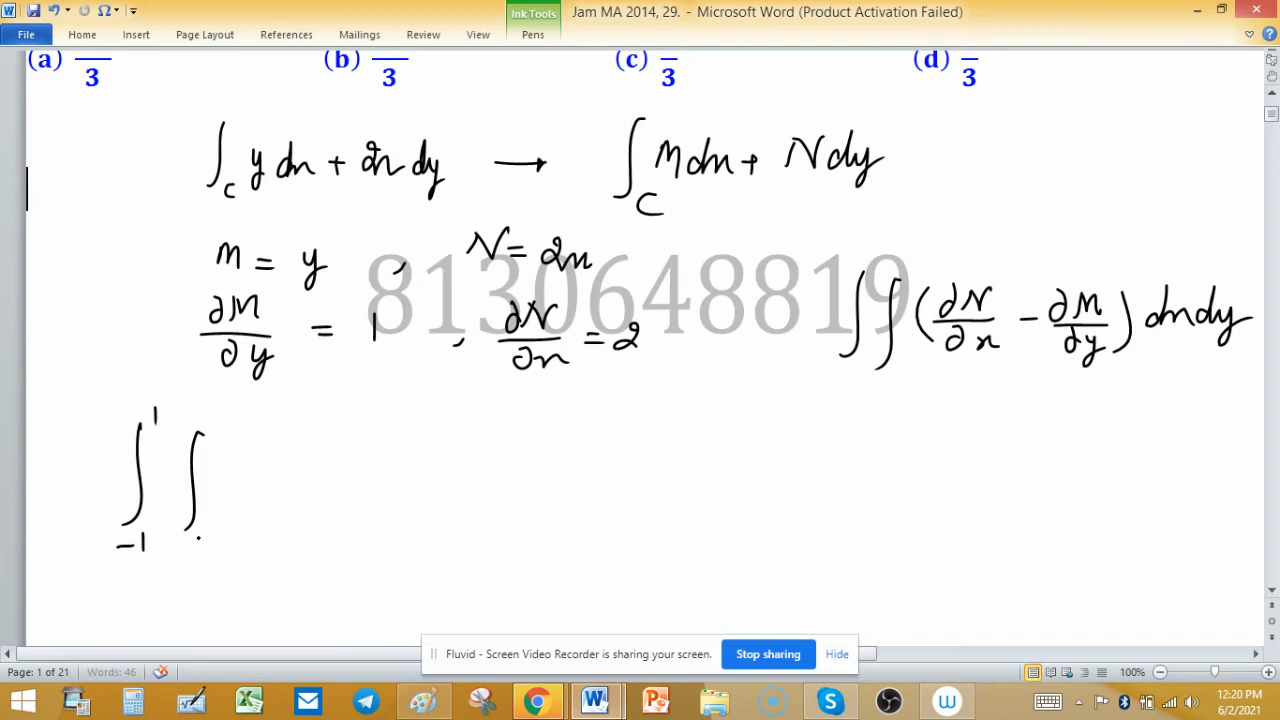 Ink Tools
Jam MA 2014, 29. - Microsoft Word (Product Activation Failed)
File Home Insert Page Layout References Mailings Review View Pens
(a) 3 (b) 3 (c) 3 (d) 3
∫_C y dx + 2x dy → ∫_C M dx + N dy
M = y , N = 2x
8130648819
∂M/∂y = 1 , ∂N/∂x = 2 ∫∫ (∂N/∂x − ∂M/∂y) dx dy
∫_{-1}^{1} ∫
Fluvid - Screen Video Recorder is sharing your screen. Stop sharing Hide
Page: 1 of 21 Words: 46 100%
12:20 PM
6/2/2021